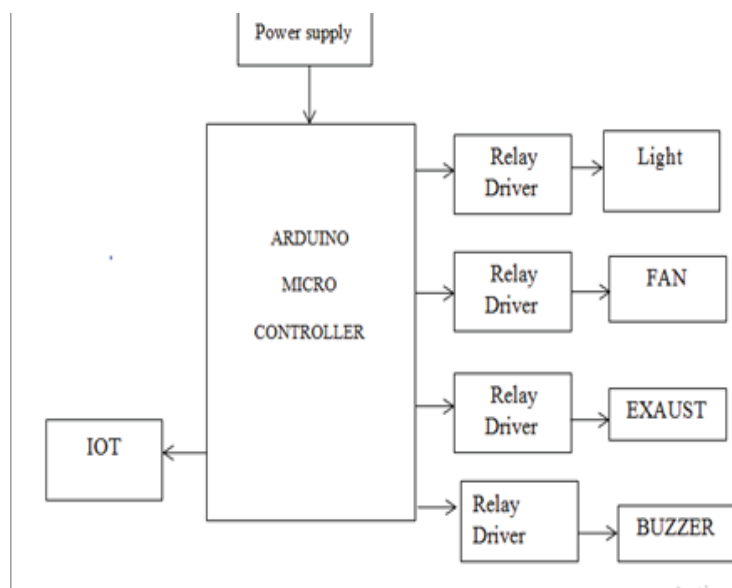 Power supply
Relay
Driver
Light
ARDUINO
MICRO
CONTROLLER
Relay
Driver
FAN
Relay
Driver
EXAUST
IOT
Relay
Driver
BUZZER